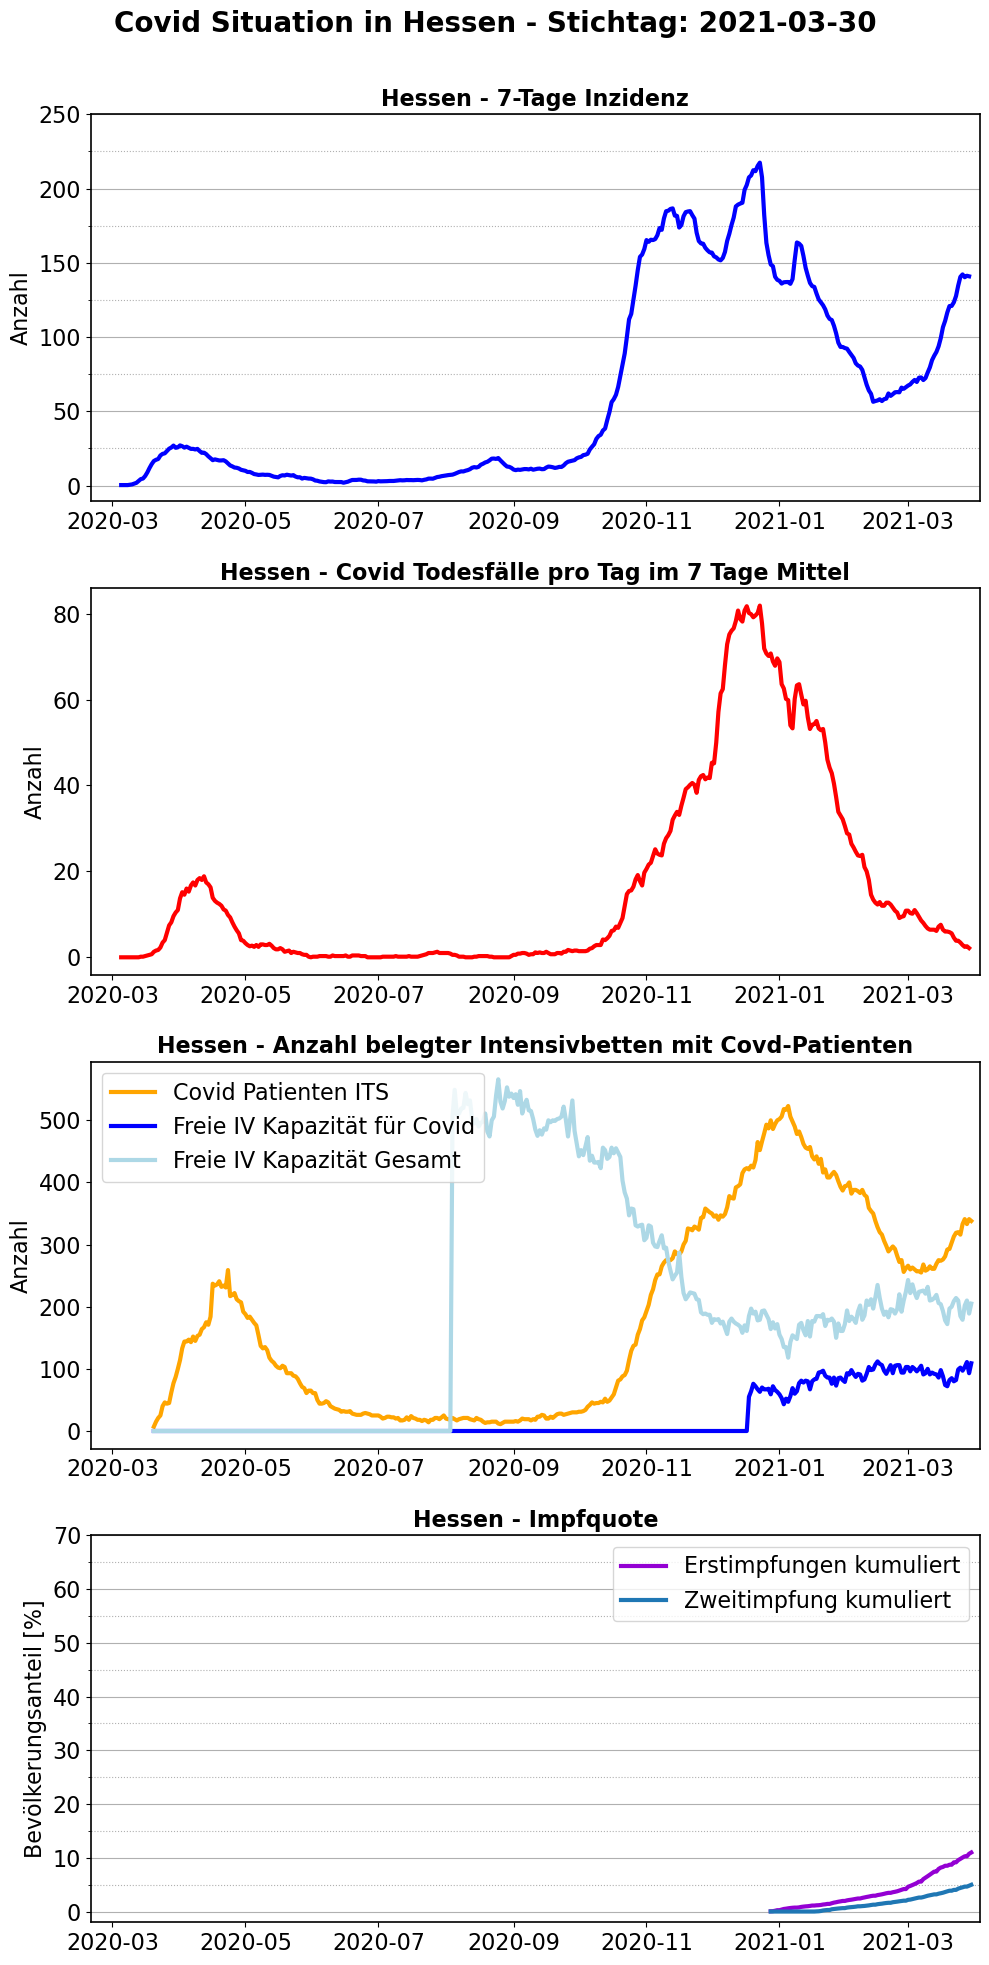 Covid Situation in Hessen - Stichtag: 2021-03-30
Hessen - 7-Tage Inzidenz
Anzahl
250
200
150
100
50
0
2020-03 2020-05 2020-07 2020-09 2020-11 2021-01 2021-03
Hessen - Covid Todesfälle pro Tag im 7 Tage Mittel
Anzahl
80
60
40
20
0
2020-03 2020-05 2020-07 2020-09 2020-11 2021-01 2021-03
Hessen - Anzahl belegter Intensivbetten mit Covd-Patienten
Covid Patienten ITS
Freie IV Kapazität für Covid
Freie IV Kapazität Gesamt
Anzahl
500
400
300
200
100
0
2020-03 2020-05 2020-07 2020-09 2020-11 2021-01 2021-03
Hessen - Impfquote
Erstimpfungen kumuliert
Zweitimpfung kumuliert
Bevölkerungsanteil [%]
70
60
50
40
30
20
10
0
2020-03 2020-05 2020-07 2020-09 2020-11 2021-01 2021-03